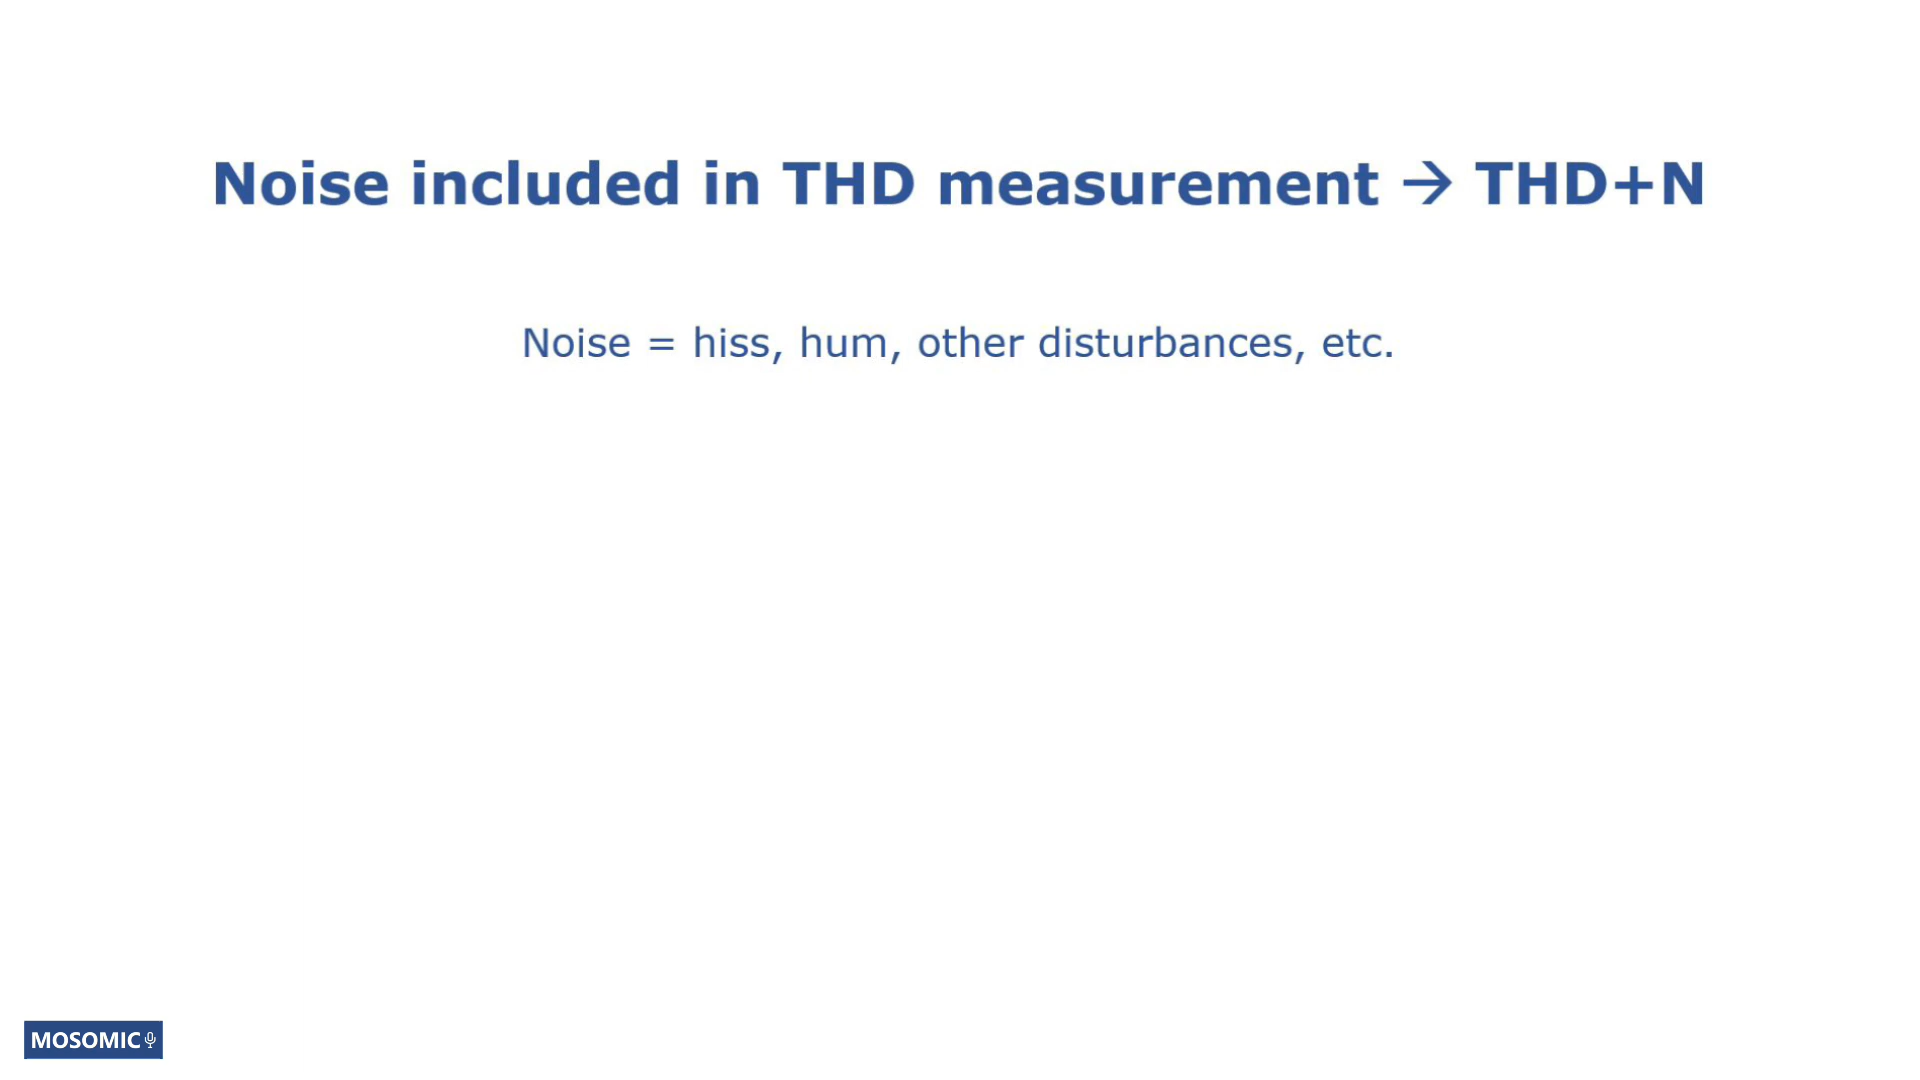 Noise included in THD measurement → THD+N
Noise = hiss, hum, other disturbances, etc.
MOSOMIC